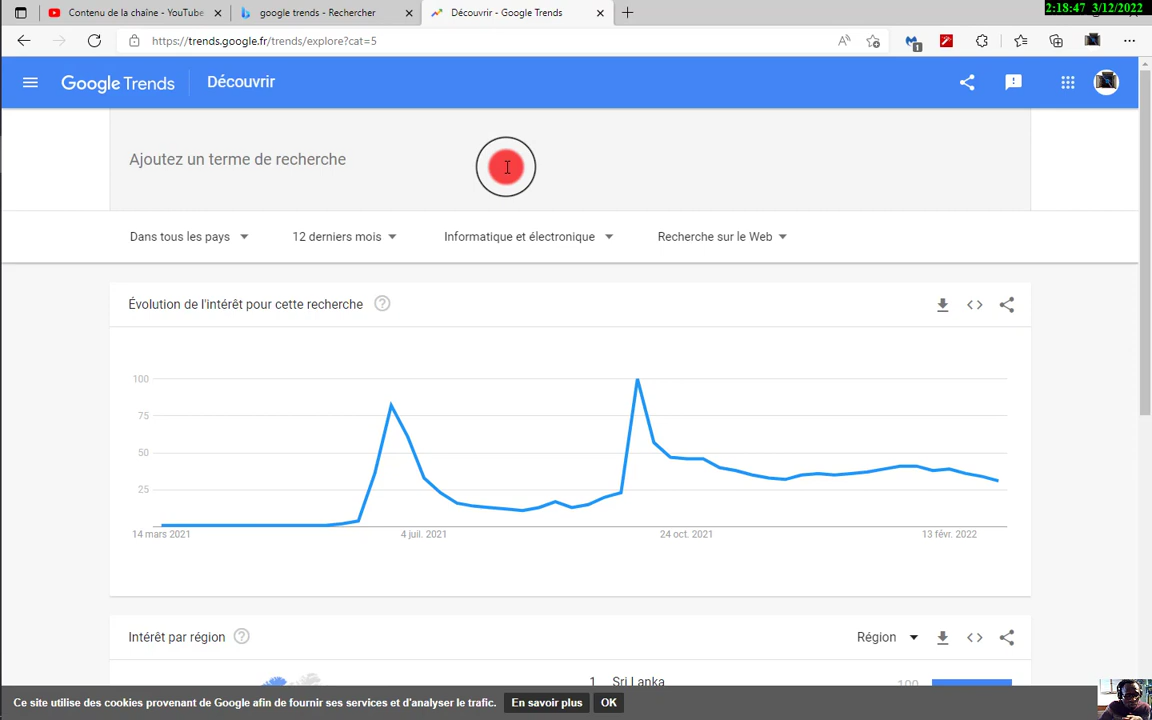 Contenu de la chaîne - YouTube
google trends - Rechercher
Découvrir - Google Trends
2:18:47 3/12/2022
https://trends.google.fr/trends/explore?cat=5
1
Google Trends
Découvrir
Ajoutez un terme de recherche
Dans tous les pays
12 derniers mois
Informatique et électronique
Recherche sur le Web
Évolution de l'intérêt pour cette recherche
100
75
50
25
14 mars 2021
4 juil. 2021
24 oct. 2021
13 févr. 2022
Intérêt par région
Région
1 Sri Lanka 100
Ce site utilise des cookies provenant de Google afin de fournir ses services et d'analyser le trafic.
En savoir plus
OK